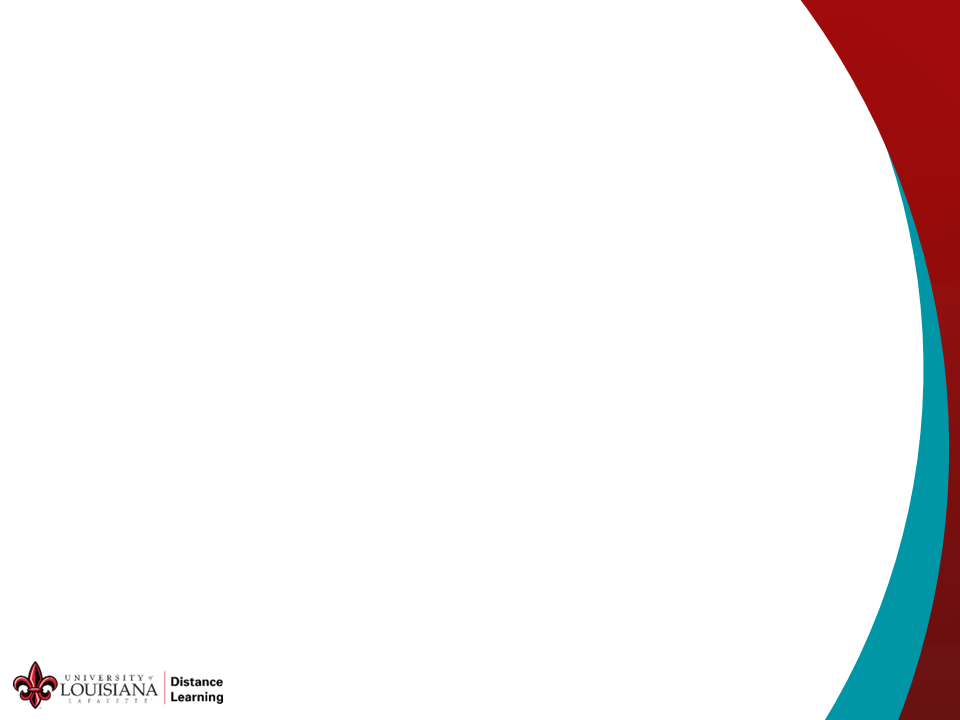 UNIVERSITY of
LOUISIANA
LAFAYETTE
Distance
Learning